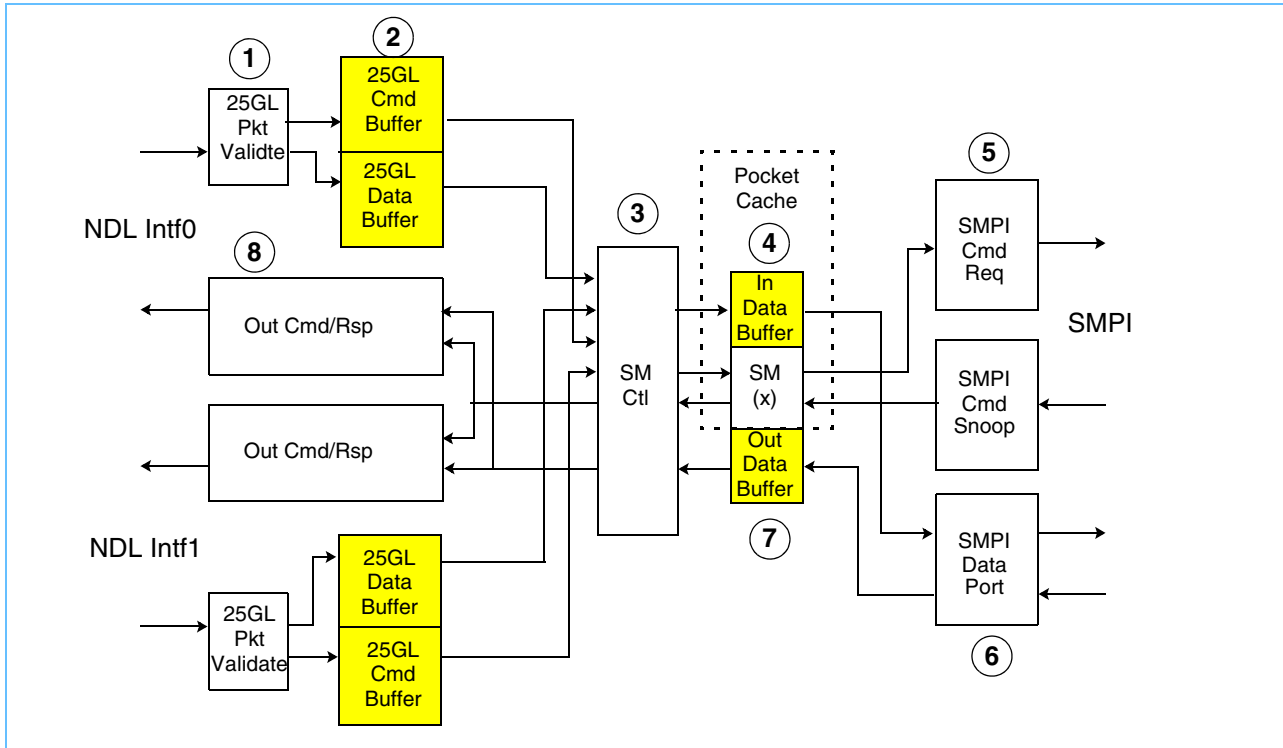 1
2
25GL
Pkt
Validte
25GL
Cmd
Buffer
25GL
Data
Buffer
NDL Intf0
8
Out Cmd/Rsp
Out Cmd/Rsp
NDL Intf1
25GL
Pkt
Validate
25GL
Data
Buffer
25GL
Cmd
Buffer
3
SM
Ctl
Pocket
Cache
4
In
Data
Buffer
SM
(x)
Out
Data
Buffer
7
5
SMPI
Cmd
Req
SMPI
SMPI
Cmd
Snoop
SMPI
Data
Port
6